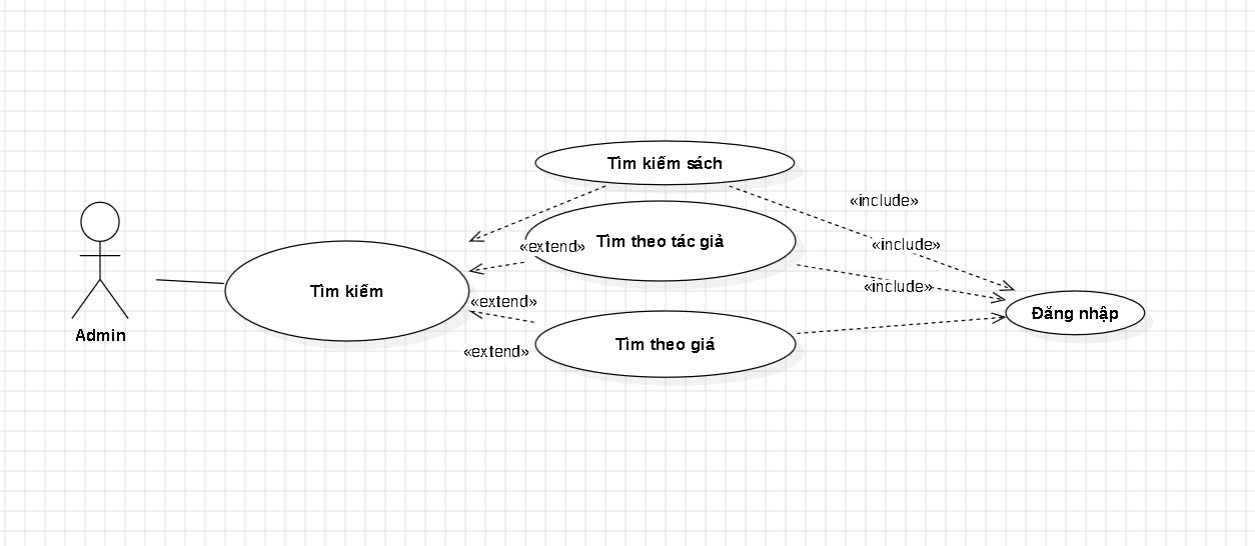 Tìm kiếm sách
«include»
Tìm theo tác giả
«extend»
«include»
«include»
Tìm kiếm
«extend»
Đăng nhập
Admin
Tìm theo giá
«extend»